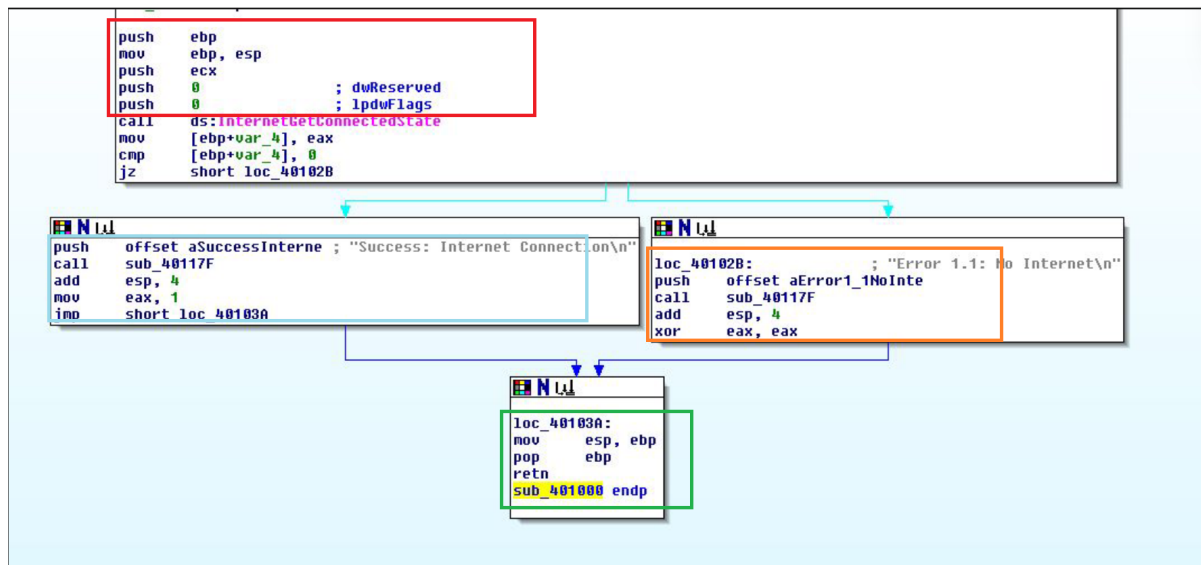 push ebp
mov ebp, esp
push ecx
push 0 ; dwReserved
push 0 ; lpdwFlags
call ds:InternetGetConnectedState
mov [ebp+var_4], eax
cmp [ebp+var_4], 0
jz short loc_40102B
N
push offset aSuccessInterne ; "Success: Internet Connection\n"
call sub_40117F
add esp, 4
mov eax, 1
jmp short loc_40103A
N
loc_40102B: ; "Error 1.1: No Internet\n"
push offset aError1_1NoInte
call sub_40117F
add esp, 4
xor eax, eax
N
loc_40103A:
mov esp, ebp
pop ebp
retn
sub_401000 endp